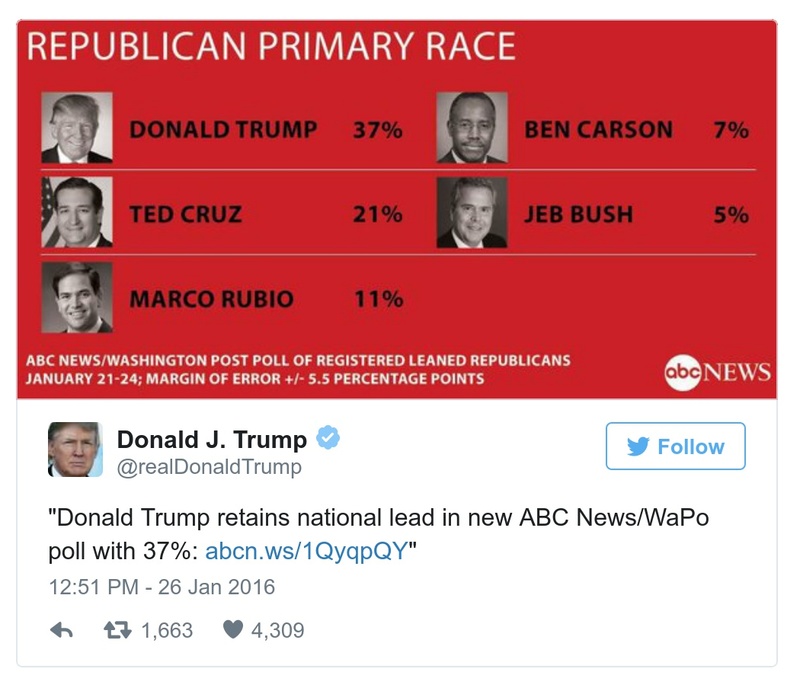 REPUBLICAN PRIMARY RACE
DONALD TRUMP 37%
BEN CARSON 7%
TED CRUZ 21%
JEB BUSH 5%
MARCO RUBIO 11%
ABC NEWS/WASHINGTON POST POLL OF REGISTERED LEANED REPUBLICANS
JANUARY 21-24; MARGIN OF ERROR +/- 5.5 PERCENTAGE POINTS
abc NEWS
Donald J. Trump
@realDonaldTrump
Follow
"Donald Trump retains national lead in new ABC News/WaPo
poll with 37%: abcn.ws/1QyqpQY"
12:51 PM - 26 Jan 2016
1,663 4,309